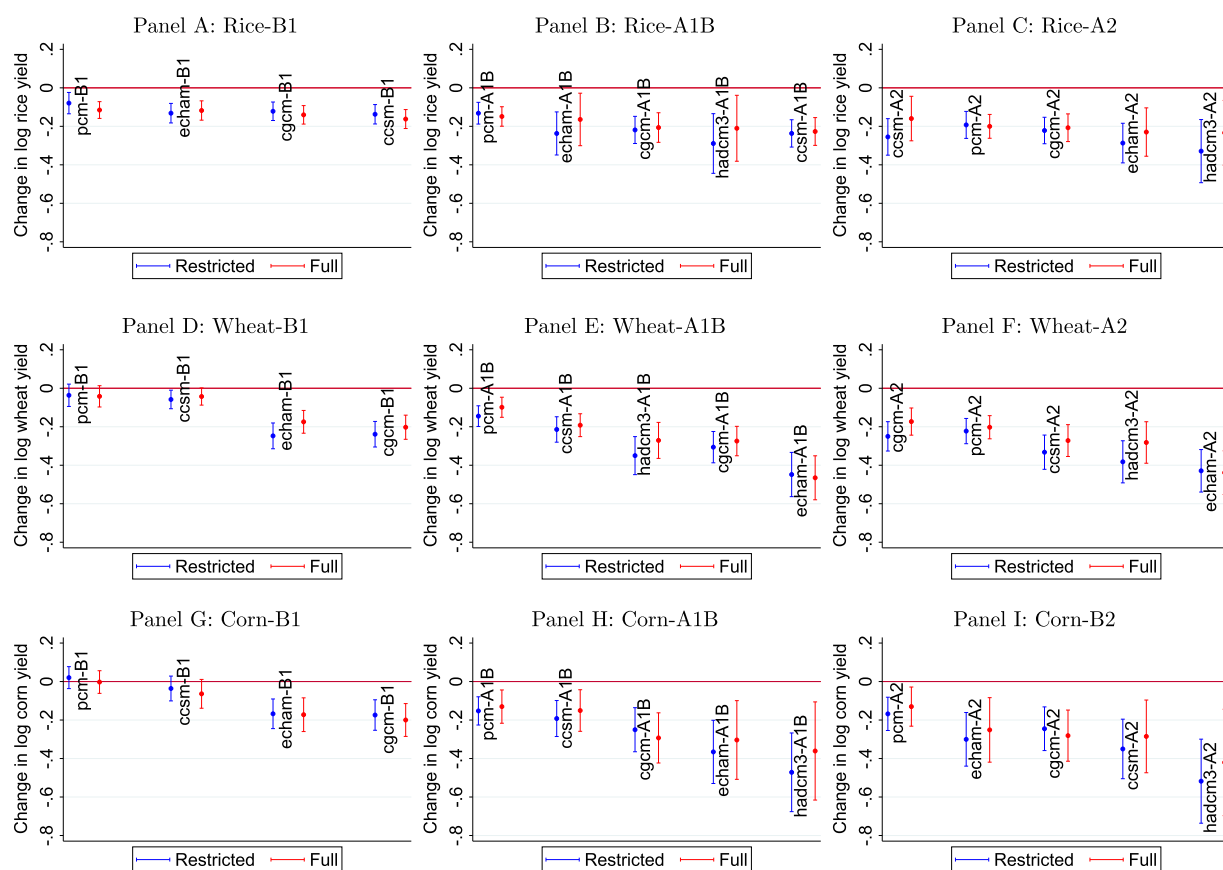 Panel A: Rice-B1
Change in log rice yield
.2
0
-.2
-.4
-.6
-.8
pcm-B1
echam-B1
cgcm-B1
ccsm-B1
Restricted Full
Panel B: Rice-A1B
Change in log rice yield
.2
0
-.2
-.4
-.6
-.8
pcm-A1B
echam-A1B
cgcm-A1B
hadcm3-A1B
ccsm-A1B
Restricted Full
Panel C: Rice-A2
Change in log rice yield
.2
0
-.2
-.4
-.6
-.8
ccsm-A2
pcm-A2
cgcm-A2
echam-A2
hadcm3-A2
Restricted Full
Panel D: Wheat-B1
Change in log wheat yield
.2
0
-.2
-.4
-.6
-.8
pcm-B1
ccsm-B1
echam-B1
cgcm-B1
Restricted Full
Panel E: Wheat-A1B
Change in log wheat yield
.2
0
-.2
-.4
-.6
-.8
pcm-A1B
ccsm-A1B
hadcm3-A1B
cgcm-A1B
echam-A1B
Restricted Full
Panel F: Wheat-A2
Change in log wheat yield
.2
0
-.2
-.4
-.6
-.8
cgcm-A2
pcm-A2
ccsm-A2
hadcm3-A2
echam-A2
Restricted Full
Panel G: Corn-B1
Change in log corn yield
.2
0
-.2
-.4
-.6
-.8
pcm-B1
ccsm-B1
echam-B1
cgcm-B1
Restricted Full
Panel H: Corn-A1B
Change in log corn yield
.2
0
-.2
-.4
-.6
-.8
pcm-A1B
ccsm-A1B
cgcm-A1B
echam-A1B
hadcm3-A1B
Restricted Full
Panel I: Corn-B2
Change in log corn yield
.2
0
-.2
-.4
-.6
-.8
pcm-A2
echam-A2
cgcm-A2
ccsm-A2
hadcm3-A2
Restricted Full